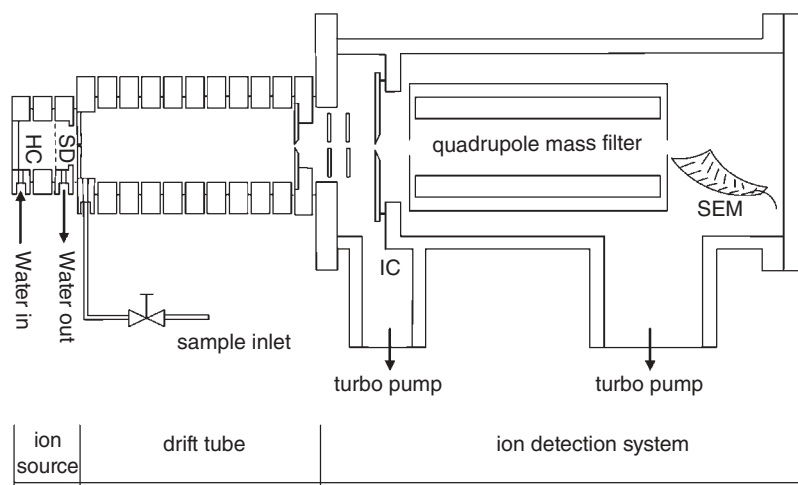 HC
SD
quadrupole mass filter
SEM
IC
Water in
Water out
sample inlet
turbo pump
turbo pump
ion
source
drift tube
ion detection system